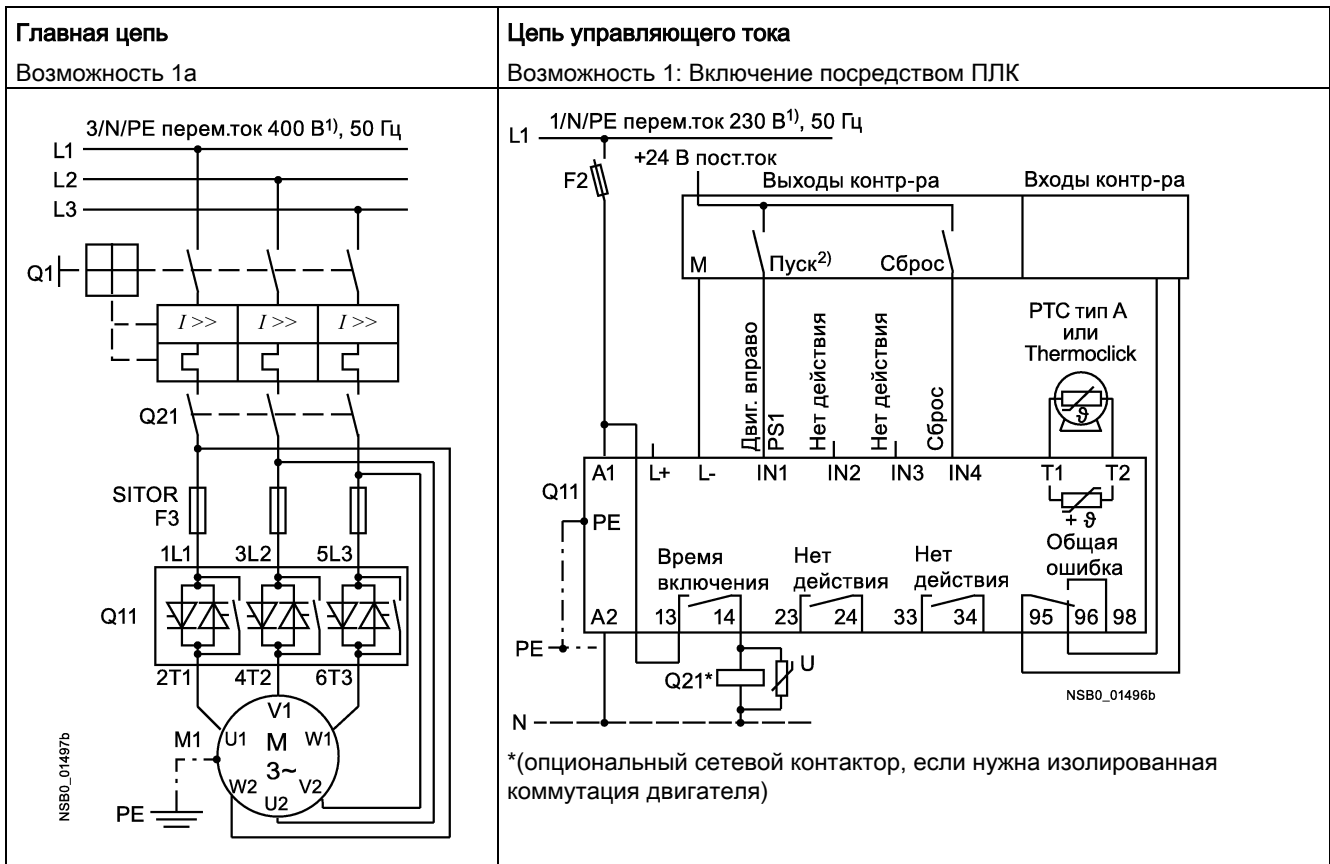 Главная цепь
Возможность 1а
3/N/PE перем.ток 400 В1), 50 Гц
L1
L2
L3
Q1
I >> I >> I >>
Q21
SITOR
F3
1L1 3L2 5L3
Q11
2T1 4T2 6T3
M1 U1 V1 W1
M
3~
W2 U2 V2
PE
NSB0_01497b
Цепь управляющего тока
Возможность 1: Включение посредством ПЛК
1/N/PE перем.ток 230 В1), 50 Гц
L1
+24 В пост.ток
F2
Выходы контр-ра Входы контр-ра
M Пуск2) Сброс
PTC тип А
или
Thermoclick
ϑ
Двиг. вправо
PS1
Нет действия
Нет действия
Сброс
A1 L+ L- IN1 IN2 IN3 IN4 T1 T2
Q11
PE
+ ϑ
Время
включения
Нет
действия
Нет
действия
Общая
ошибка
A2 13 14 23 24 33 34 95 96 98
PE
Q21* U
NSB0_01496b
N
*(опциональный сетевой контактор, если нужна изолированная
коммутация двигателя)